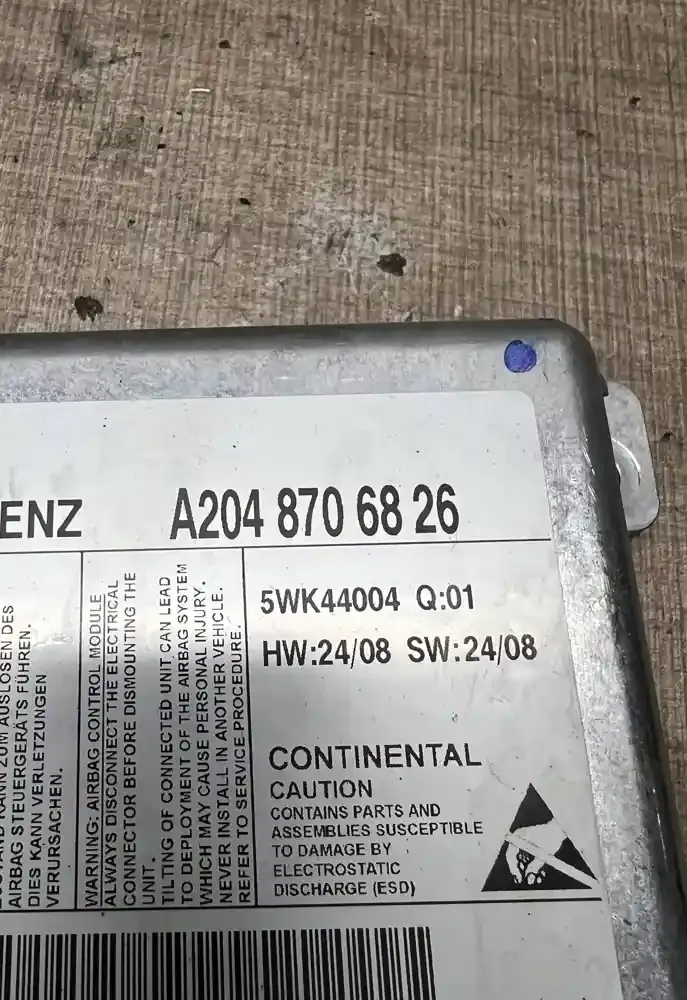 ENZ A204 870 68 26
AIRBAG STEUERGERÄTS FÜHREN.
DIES KANN VERLETZUNGEN
VERURSACHEN.
WARNING: AIRBAG CONTROL MODULE
ALWAYS DISCONNECT THE ELECTRICAL
CONNECTOR BEFORE DISMOUNTING THE
UNIT.
TILTING OF CONNECTED UNIT CAN LEAD
TO DEPLOYMENT OF THE AIRBAG SYSTEM
WHICH MAY CAUSE PERSONAL INJURY.
NEVER INSTALL IN ANOTHER VEHICLE.
REFER TO SERVICE PROCEDURE.
5WK44004 Q:01
HW:24/08 SW:24/08
CONTINENTAL
CAUTION
CONTAINS PARTS AND
ASSEMBLIES SUSCEPTIBLE
TO DAMAGE BY
ELECTROSTATIC
DISCHARGE (ESD)